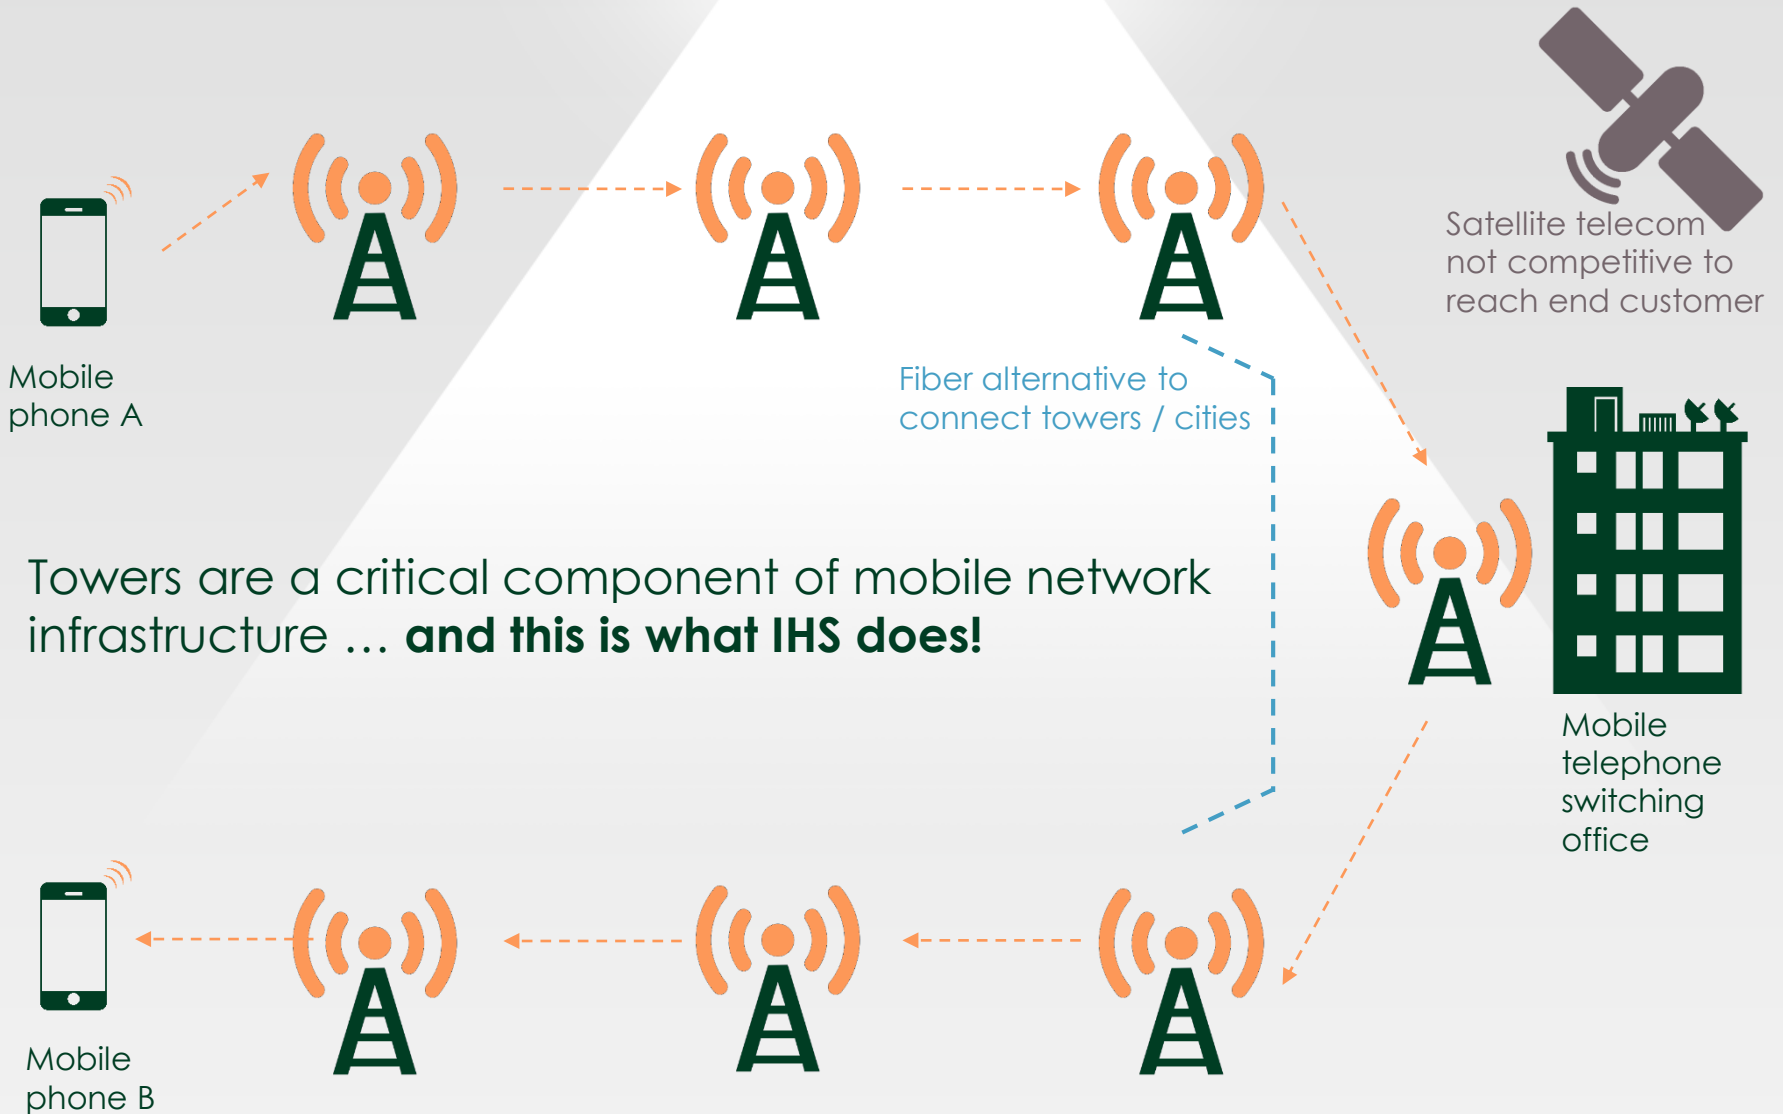 Satellite telecom
not competitive to
reach end customer
Mobile
phone A
Fiber alternative to
connect towers / cities
Towers are a critical component of mobile network
infrastructure … and this is what IHS does!
Mobile
telephone
switching
office
Mobile
phone B